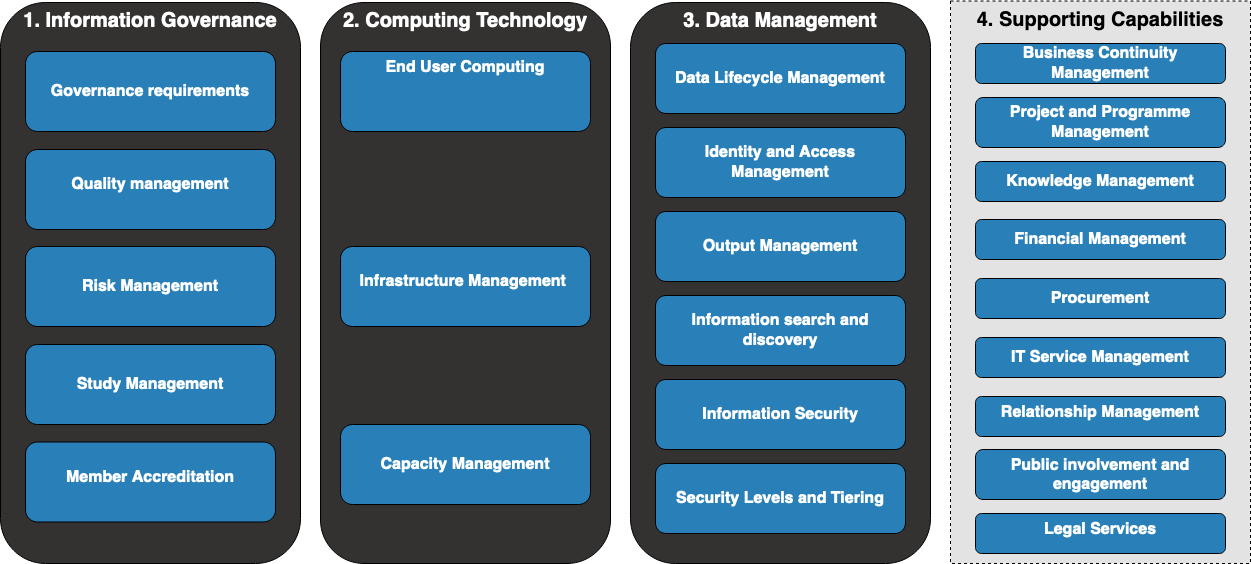 1. Information Governance
Governance requirements
Quality management
Risk Management
Study Management
Member Accreditation
2. Computing Technology
End User Computing
Infrastructure Management
Capacity Management
3. Data Management
Data Lifecycle Management
Identity and Access
Management
Output Management
Information search and
discovery
Information Security
Security Levels and Tiering
4. Supporting Capabilities
Business Continuity
Management
Project and Programme
Management
Knowledge Management
Financial Management
Procurement
IT Service Management
Relationship Management
Public involvement and
engagement
Legal Services